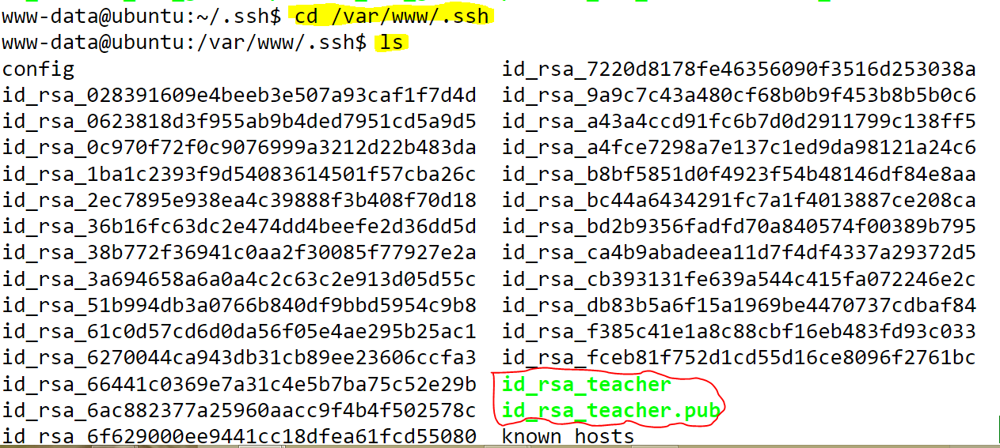 www-data@ubuntu:~/.ssh$ cd /var/www/.ssh
www-data@ubuntu:/var/www/.ssh$ ls
config id_rsa_7220d8178fe46356090f3516d253038a
id_rsa_028391609e4beeb3e507a93caf1f7d4d id_rsa_9a9c7c43a480cf68b0b9f453b8b5b0c6
id_rsa_0623818d3f955ab9b4ded7951cd5a9d5 id_rsa_a43a4ccd91fc6b7d0d2911799c138ff5
id_rsa_0c970f72f0c9076999a3212d22b483da id_rsa_a4fce7298a7e137c1ed9da98121a24c6
id_rsa_1ba1c2393f9d54083614501f57cba26c id_rsa_b8bf5851d0f4923f54b48146df84e8aa
id_rsa_2ec7895e938ea4c39888f3b408f70d18 id_rsa_bc44a6434291fc7a1f4013887ce208ca
id_rsa_36b16fc63dc2e474dd4beefe2d36dd5d id_rsa_bd2b9356fadfd70a840574f00389b795
id_rsa_38b772f36941c0aa2f30085f77927e2a id_rsa_ca4b9abadeea11d7f4df4337a29372d5
id_rsa_3a694658a6a0a4c2c63c2e913d05d55c id_rsa_cb393131fe639a544c415fa072246e2c
id_rsa_51b994db3a0766b840df9bbd5954c9b8 id_rsa_db83b5a6f15a1969be4470737cdbaf84
id_rsa_61c0d57cd6d0da56f05e4ae295b25ac1 id_rsa_f385c41e1a8c88cbf16eb483fd93c033
id_rsa_6270044ca943db31cb89ee23606ccfa3 id_rsa_fceb81f752d1cd55d16ce8096f2761bc
id_rsa_66441c0369e7a31c4e5b7ba75c52e29b id_rsa_teacher
id_rsa_6ac882377a25960aacc9f4b4f502578c id_rsa_teacher.pub
id_rsa_6f629000ee9441cc18dfea61fcd55080 known_hosts